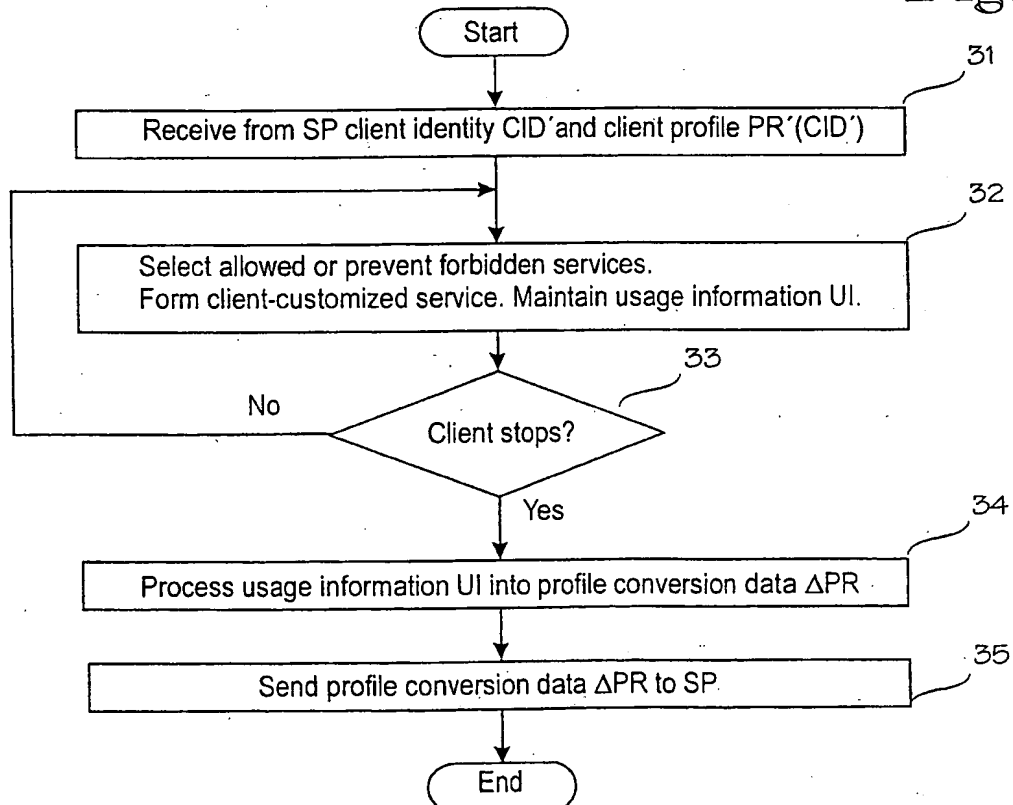 Start
31
Receive from SP client identity CID´and client profile PR´(CID´)
32
Select allowed or prevent forbidden services.
Form client-customized service. Maintain usage information UI.
33
No
Client stops?
Yes
34
Process usage information UI into profile conversion data ΔPR
35
Send profile conversion data ΔPR to SP
End